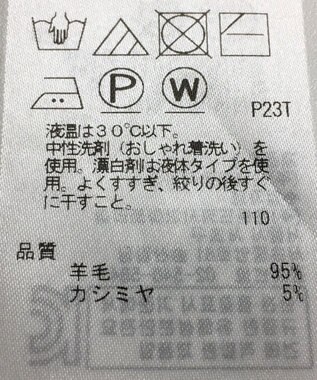 P
W
P23T
液温は30℃以下。
中性洗剤(おしゃれ着洗い)を
使用。漂白剤は液体タイプを使
用。よくすすぎ、絞りの後すぐ
に干すこと。
110
品質
羊毛 95%
カシミヤ 5%